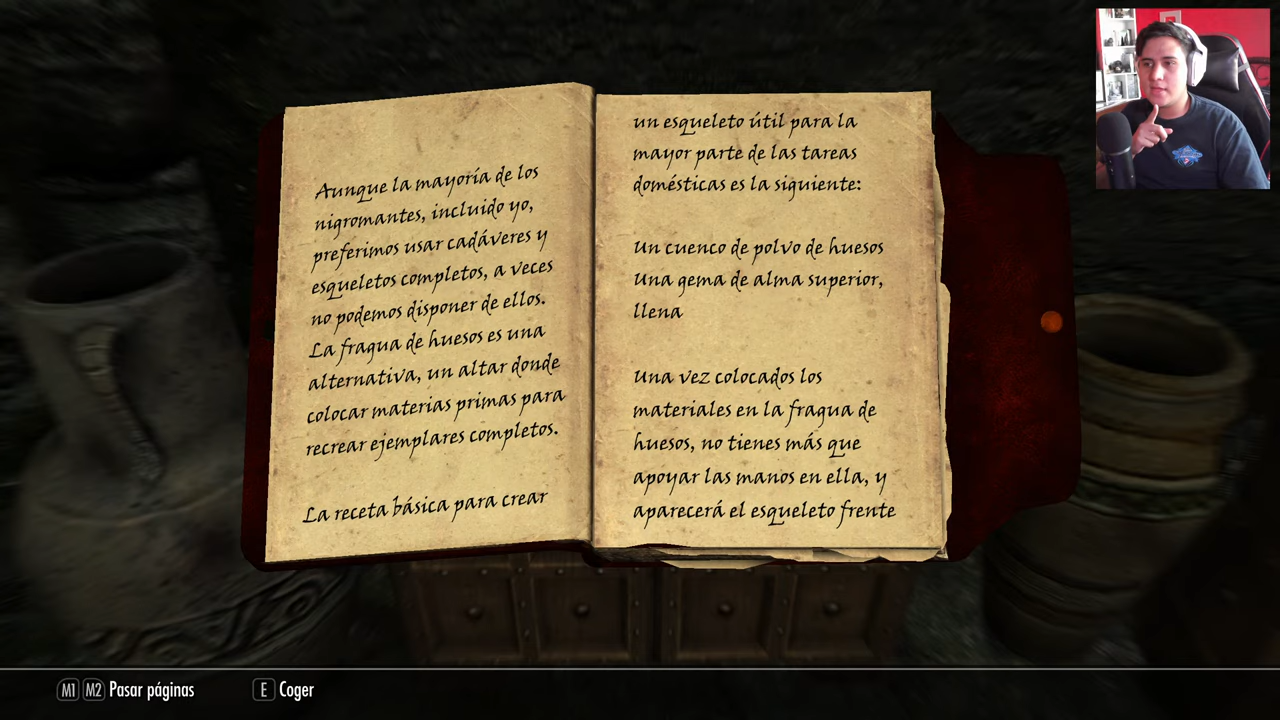 Aunque la mayoría de los
nigromantes, incluido yo,
preferimos usar cadáveres y
esqueletos completos, a veces
no podemos disponer de ellos.
La fragua de huesos es una
alternativa, un altar donde
colocar materias primas para
recrear ejemplares completos.
La receta básica para crear
un esqueleto útil para la
mayor parte de las tareas
domésticas es la siguiente:
Un cuenco de polvo de huesos
Una gema de alma superior,
llena
Una vez colocados los
materiales en la fragua de
huesos, no tienes más que
apoyar las manos en ella, y
aparecerá el esqueleto frente
M1 M2 Pasar páginas
E Coger